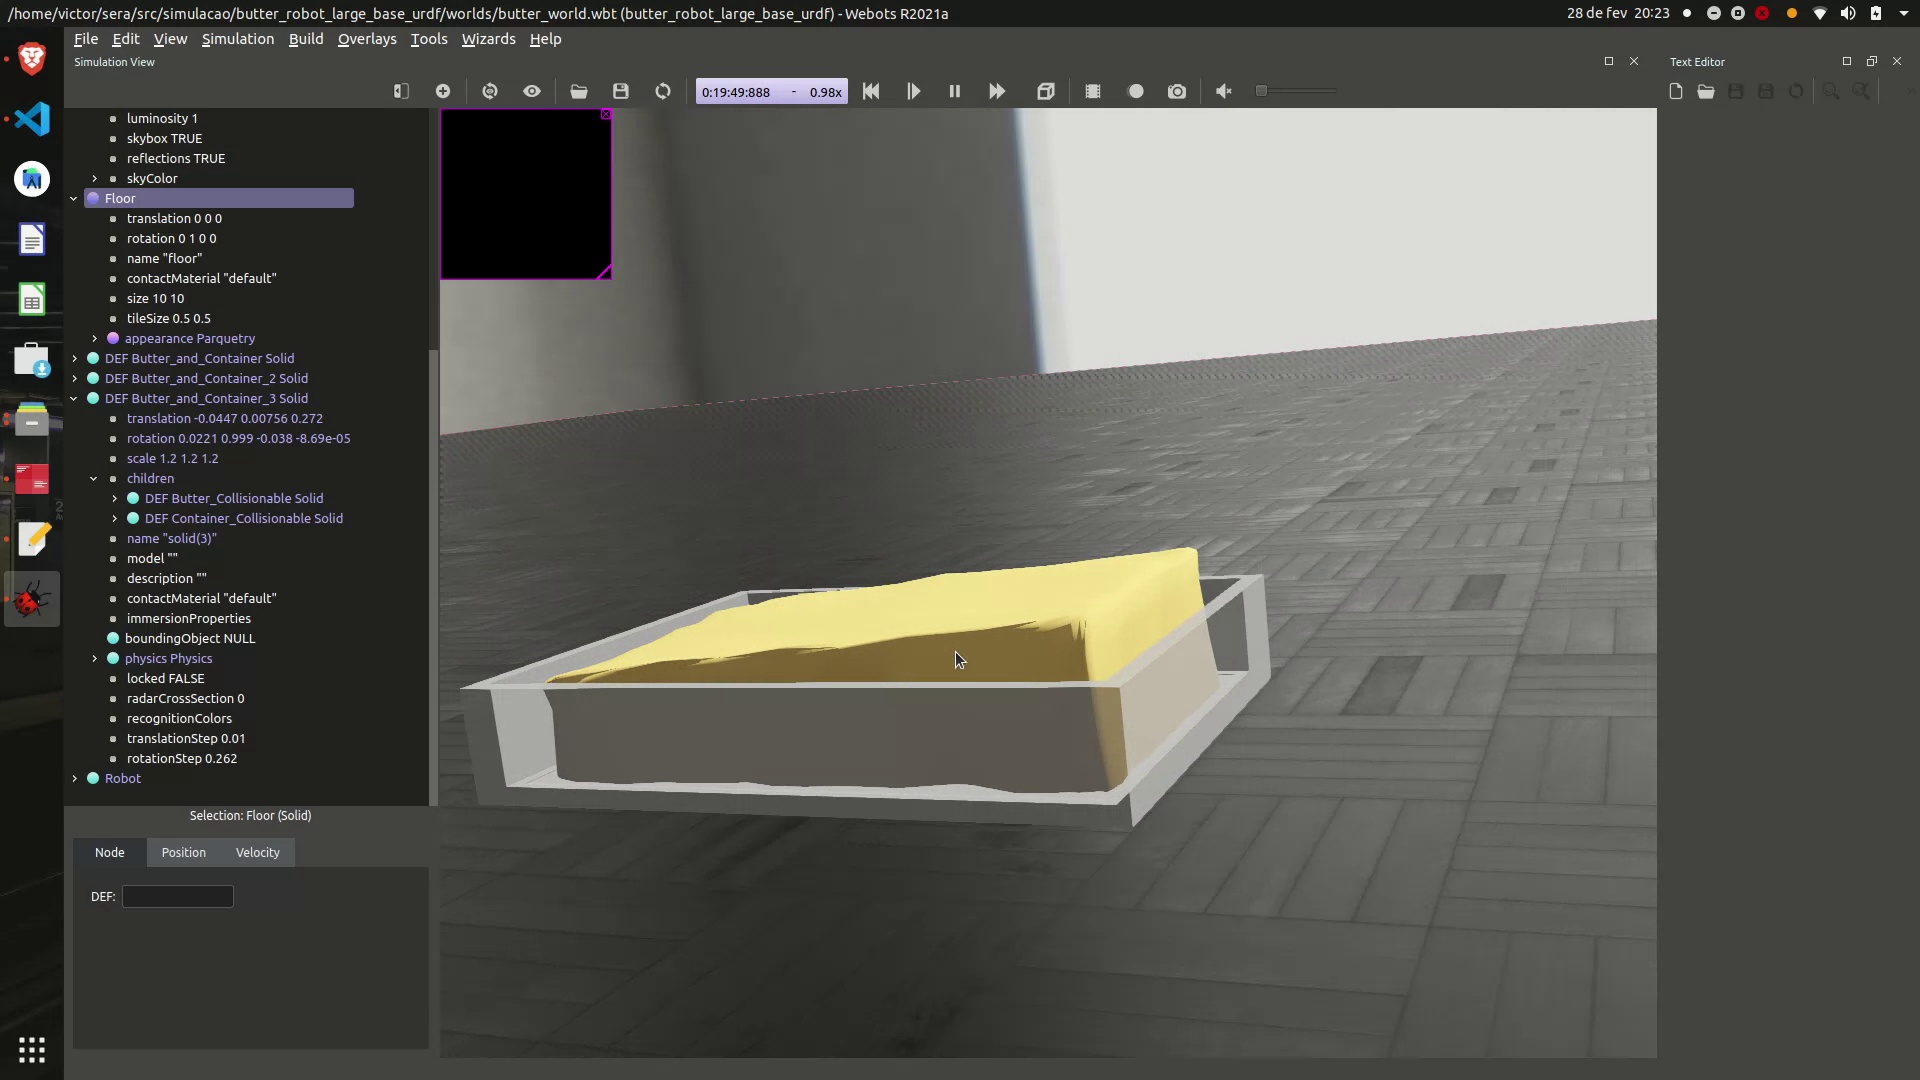 /home/victor/sera/src/simulacao/butter_robot_large_base_urdf/worlds/butter_world.wbt (butter_robot_large_base_urdf) - Webots R2021a
28 de fev 20:23
File Edit View Simulation Build Overlays Tools Wizards Help
Simulation View
Text Editor
0:19:49:888 - 0.98x
luminosity 1
skybox TRUE
reflections TRUE
skyColor
Floor
translation 0 0 0
rotation 0 1 0 0
name "floor"
contactMaterial "default"
size 10 10
tileSize 0.5 0.5
appearance Parquetry
DEF Butter_and_Container Solid
DEF Butter_and_Container_2 Solid
DEF Butter_and_Container_3 Solid
translation -0.0447 0.00756 0.272
rotation 0.0221 0.999 -0.038 -8.69e-05
scale 1.2 1.2 1.2
children
DEF Butter_Collisionable Solid
DEF Container_Collisionable Solid
name "solid(3)"
model ""
description ""
contactMaterial "default"
immersionProperties
boundingObject NULL
physics Physics
locked FALSE
radarCrossSection 0
recognitionColors
translationStep 0.01
rotationStep 0.262
Robot
Selection: Floor (Solid)
Node Position Velocity
DEF: